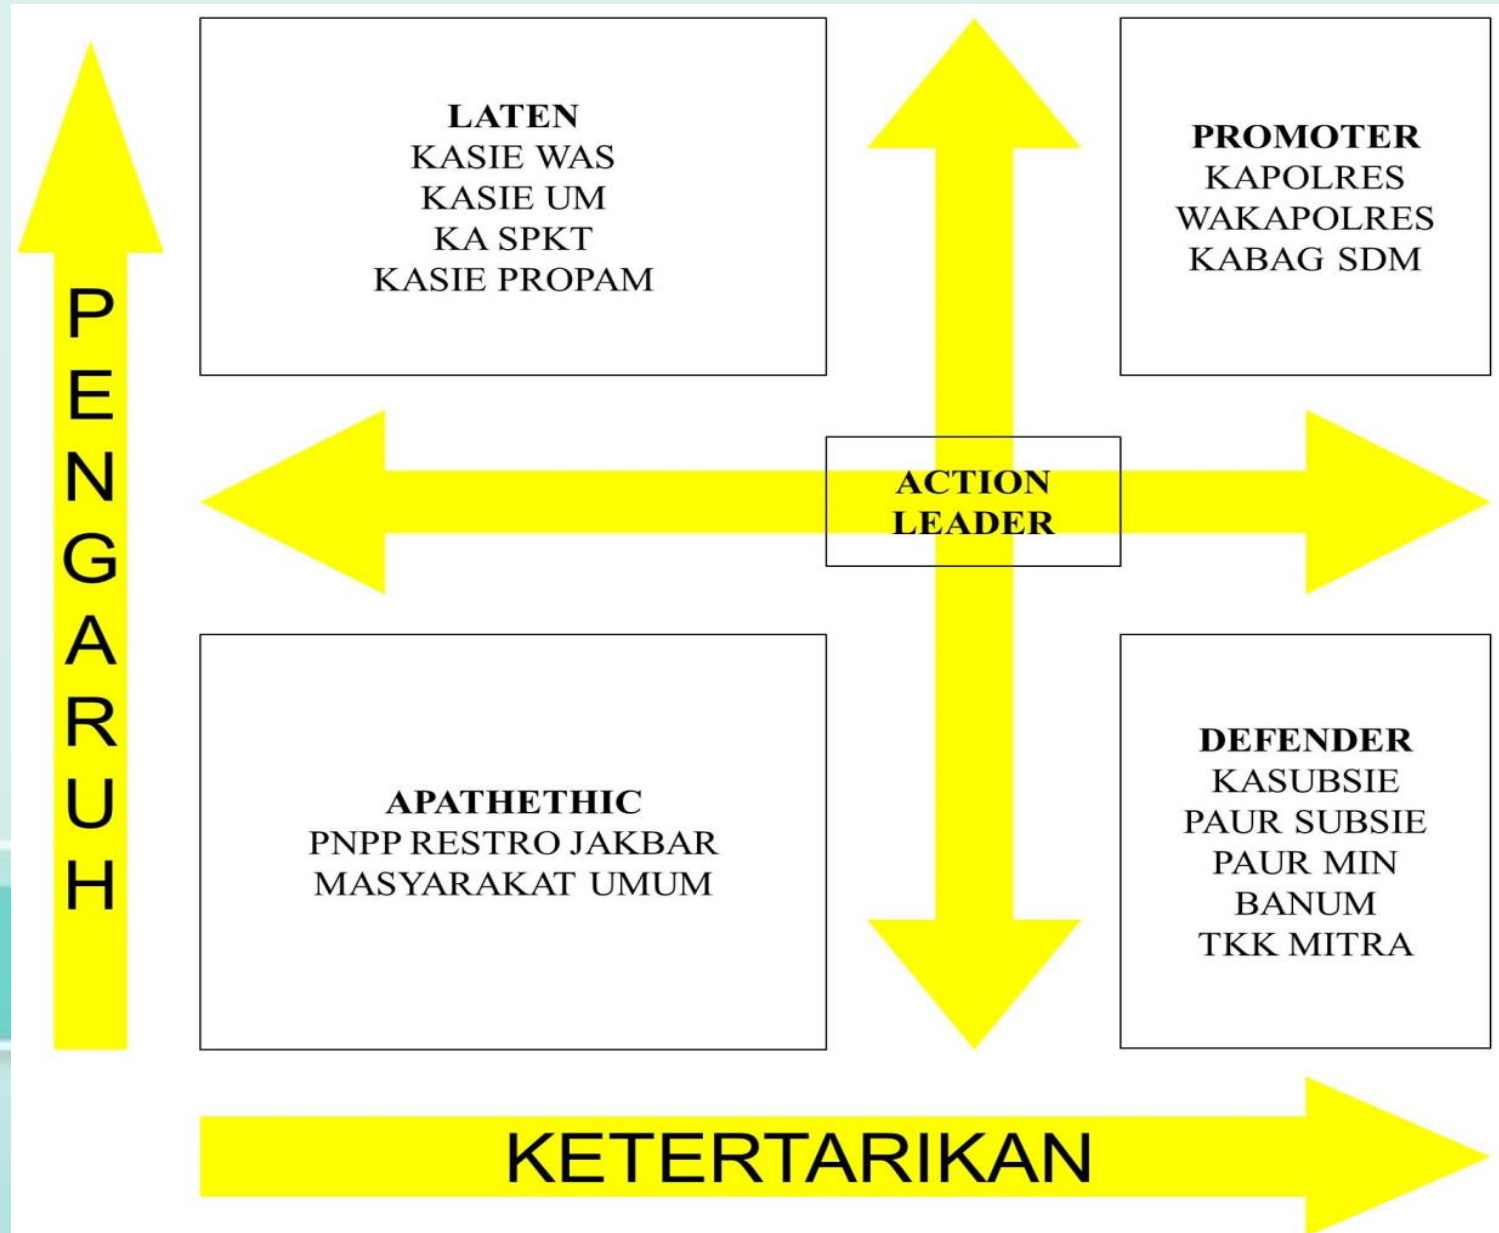 PENGARUH
LATEN
KASIE WAS
KASIE UM
KA SPKT
KASIE PROPAM
PROMOTER
KAPOLRES
WAKAPOLRES
KABAG SDM
ACTION
LEADER
APATHETHIC
PNPP RESTRO JAKBAR
MASYARAKAT UMUM
DEFENDER
KASUBSIE
PAUR SUBSIE
PAUR MIN
BANUM
TKK MITRA
KETERTARIKAN